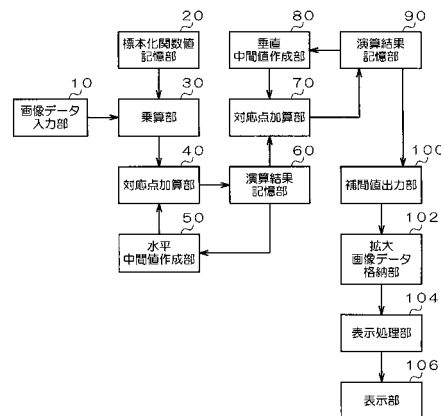 20
標本化関数値
記憶部
80
垂直
中間値作成部
90
演算結果
記憶部
10
画像データ
入力部
30
乗算部
70
対応点加算部
40
対応点加算部
60
演算結果
記憶部
100
補間値出力部
50
水平
中間値作成部
102
拡大
画像データ
格納部
104
表示処理部
106
表示部